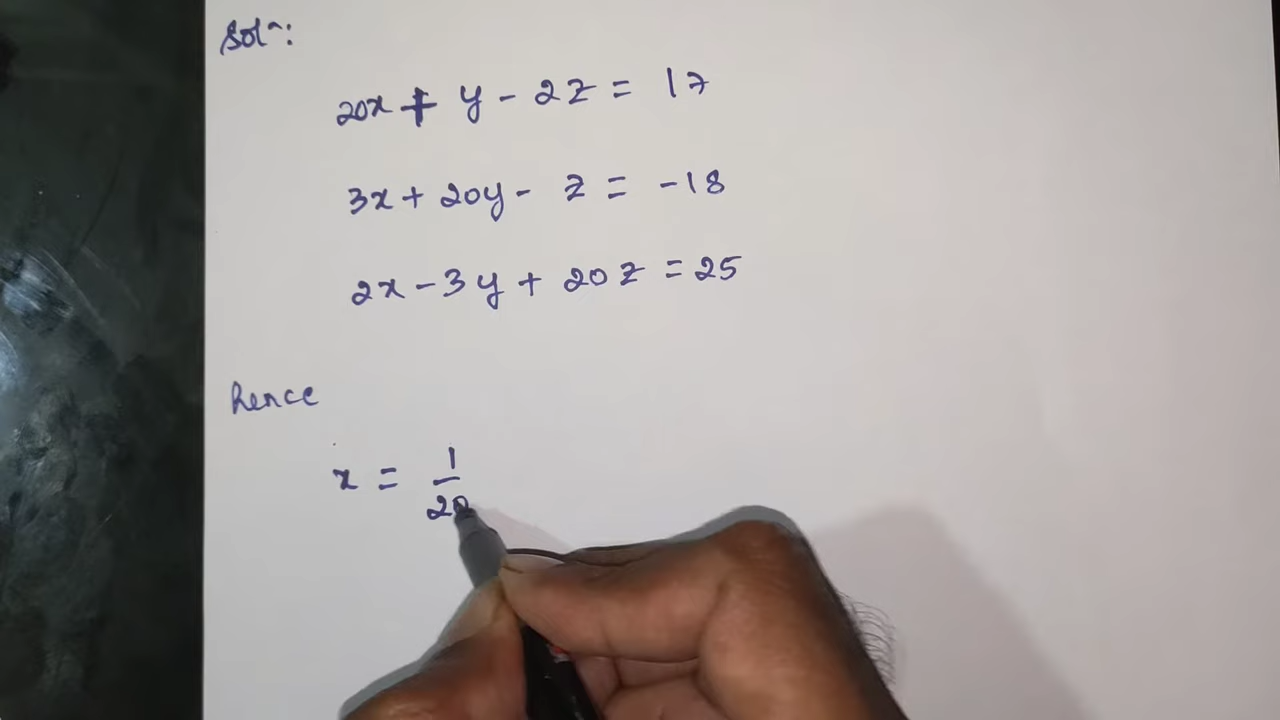 Solⁿ:
20x + y - 2z = 17
3x + 20y - z = -18
2x - 3y + 20z = 25
Hence
x = 1/20